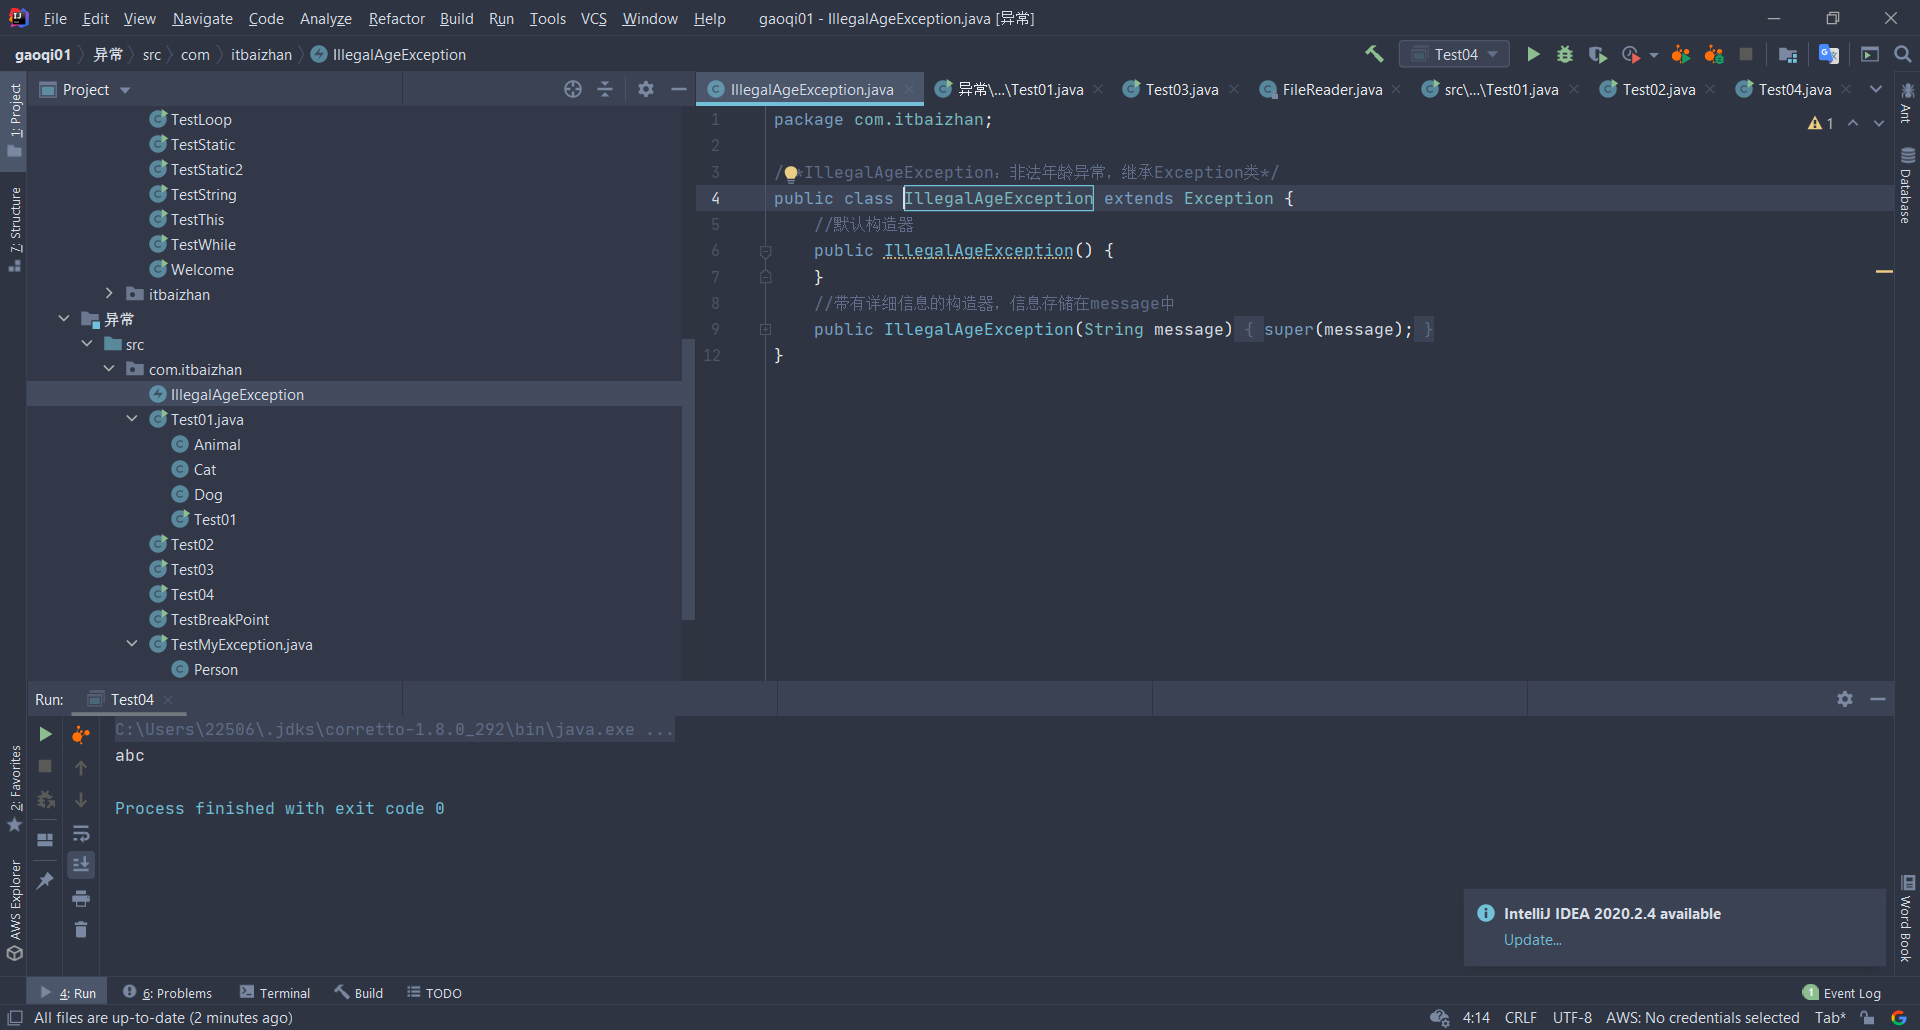 File Edit View Navigate Code Analyze Refactor Build Run Tools VCS Window Help gaoqi01 - IllegalAgeException.java [异常]
gaoqi01 异常 src com itbaizhan IllegalAgeException Test04
Project
IllegalAgeException.java 异常\...\Test01.java Test03.java FileReader.java src\...\Test01.java Test02.java Test04.java
1: Project
7: Structure
2: Favorites
AWS Explorer
TestLoop
TestStatic
TestStatic2
TestString
TestThis
TestWhile
Welcome
itbaizhan
异常
src
com.itbaizhan
IllegalAgeException
Test01.java
Animal
Cat
Dog
Test01
Test02
Test03
Test04
TestBreakPoint
TestMyException.java
Person
1 package com.itbaizhan;
2
3 /**IllegalAgeException：非法年龄异常，继承Exception类*/
4 public class IllegalAgeException extends Exception {
5 //默认构造器
6 public IllegalAgeException() {
7 }
8 //带有详细信息的构造器，信息存储在message中
9 public IllegalAgeException(String message) { super(message); }
12 }
1
Ant
Database
Word Book
Run: Test04
C:\Users\22506\.jdks\corretto-1.8.0_292\bin\java.exe ...
abc
Process finished with exit code 0
IntelliJ IDEA 2020.2.4 available
Update...
4: Run 6: Problems Terminal Build TODO 1 Event Log
All files are up-to-date (2 minutes ago) 4:14 CRLF UTF-8 AWS: No credentials selected Tab*